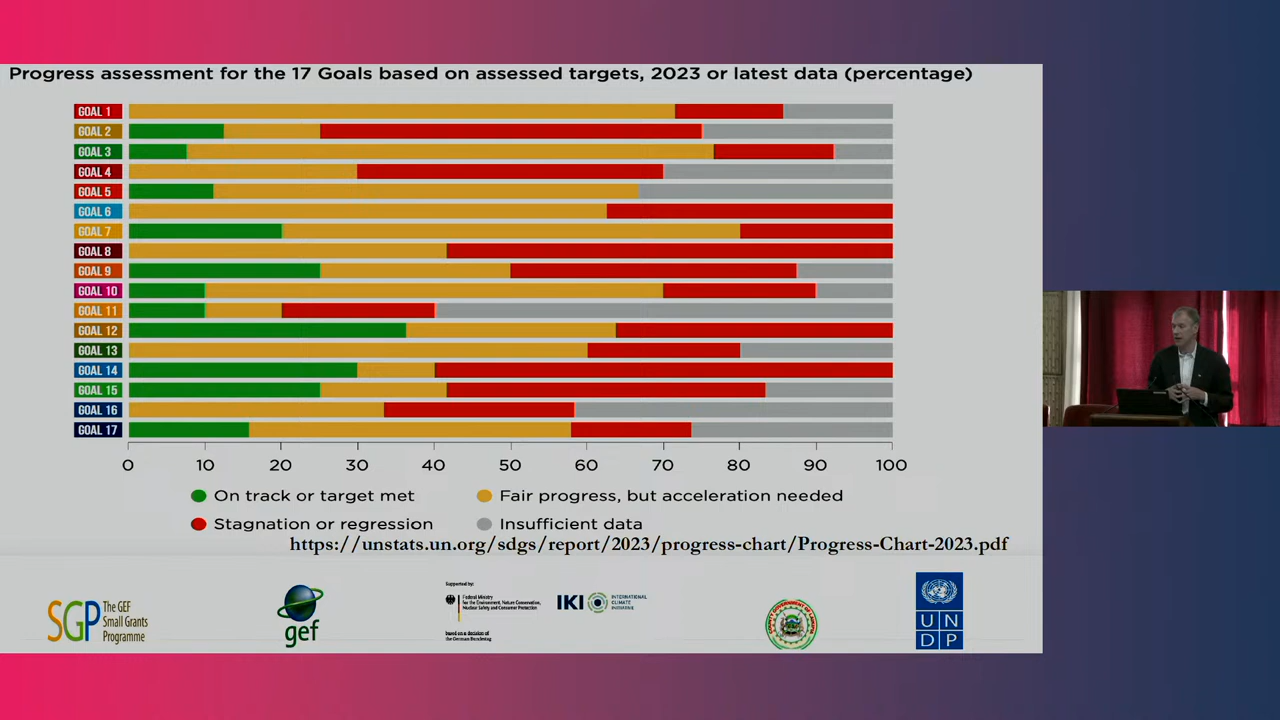 Progress assessment for the 17 Goals based on assessed targets, 2023 or latest data (percentage)
GOAL 1
GOAL 2
GOAL 3
GOAL 4
GOAL 5
GOAL 6
GOAL 7
GOAL 8
GOAL 9
GOAL 10
GOAL 11
GOAL 12
GOAL 13
GOAL 14
GOAL 15
GOAL 16
GOAL 17
0 10 20 30 40 50 60 70 80 90 100
On track or target met
Fair progress, but acceleration needed
Stagnation or regression
Insufficient data
https://unstats.un.org/sdgs/report/2023/progress-chart/Progress-Chart-2023.pdf
SGP
The GEF
Small Grants
Programme
gef
Supported by:
Federal Ministry
for the Environment, Nature Conservation,
Nuclear Safety and Consumer Protection
based on a decision of
the German Bundestag
IKI
INTERNATIONAL
CLIMATE
INITIATIVE
U N
D P